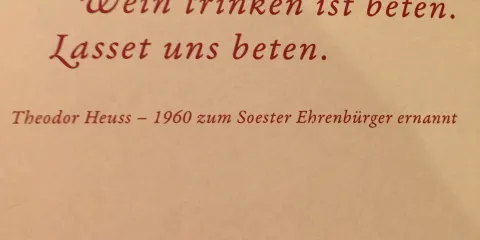 Wein trinken ist beten.
Lasset uns beten.
Theodor Heuss – 1960 zum Soester Ehrenbürger ernannt